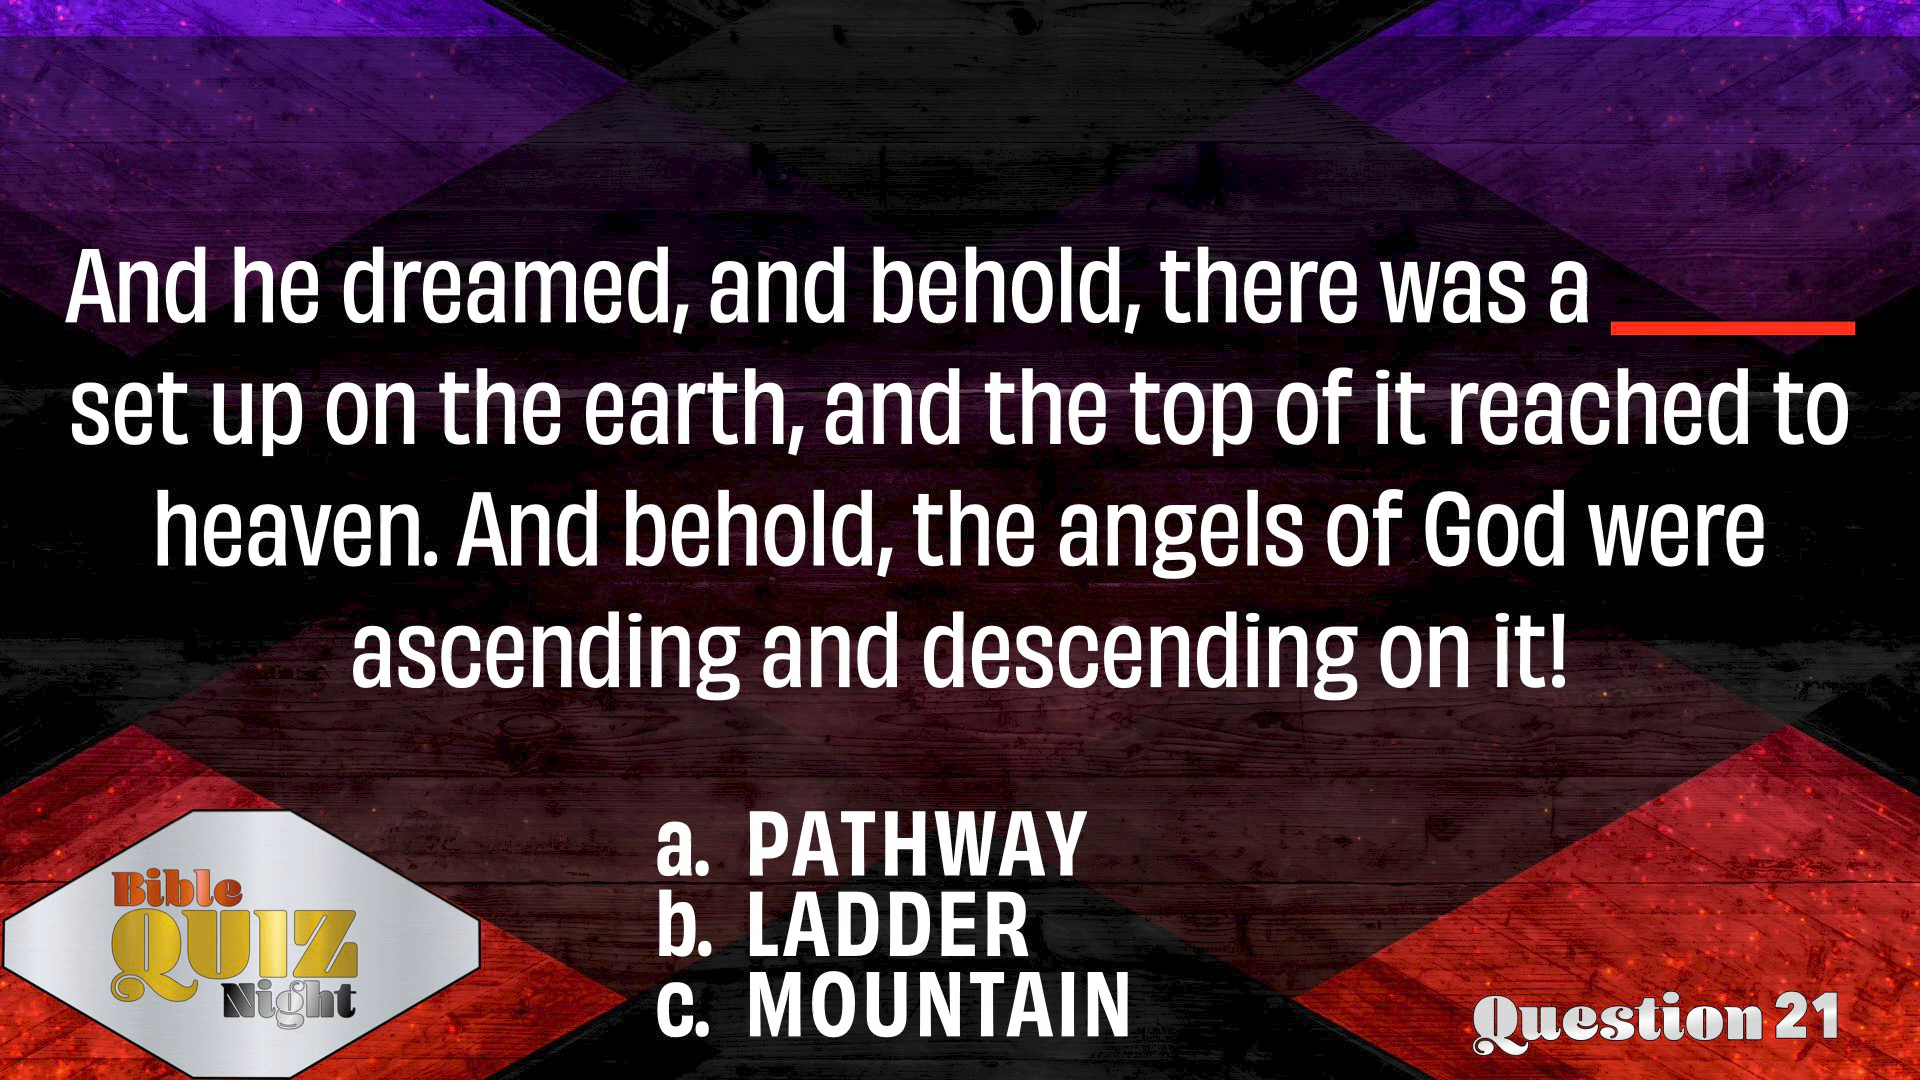 And he dreamed, and behold, there was a ______
set up on the earth, and the top of it reached to
heaven. And behold, the angels of God were
ascending and descending on it!
a. PATHWAY
b. LADDER
c. MOUNTAIN
Bible
QUIZ
Night
Question 21